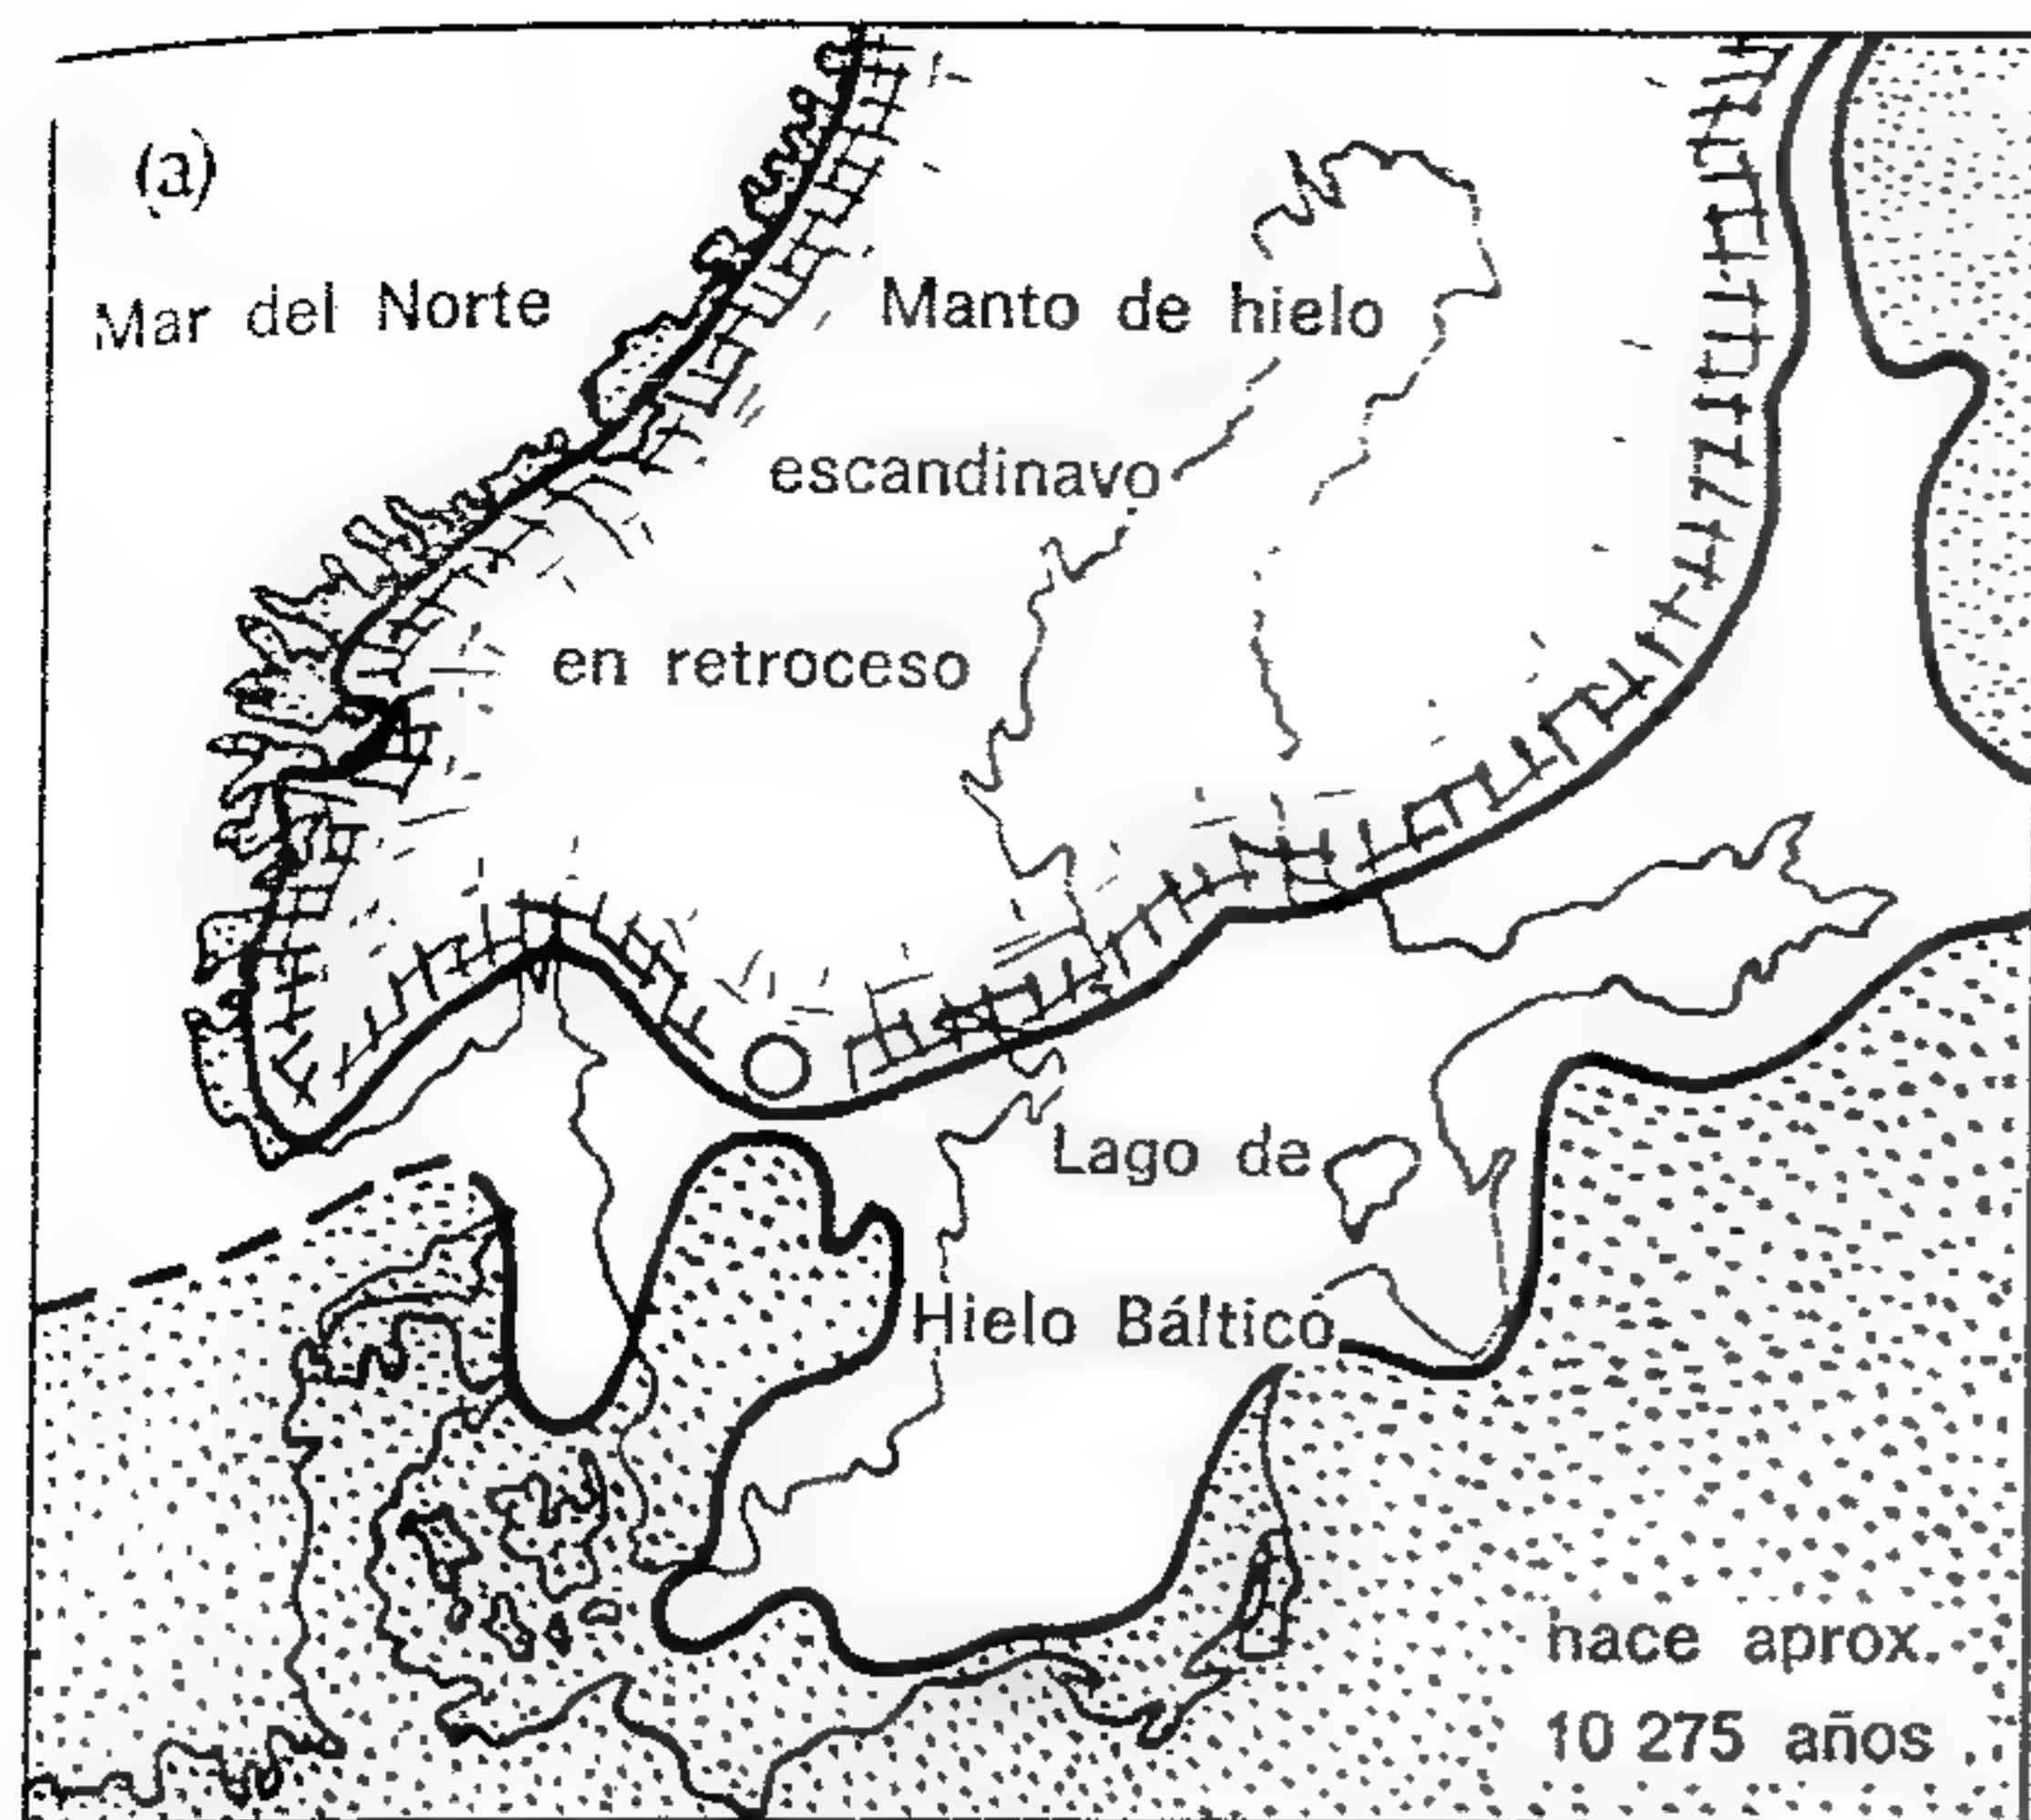 (a)
Mar del Norte
Manto de hielo
escandinavo
en retroceso
Lago de
Hielo Báltico
hace aprox.
10 275 años